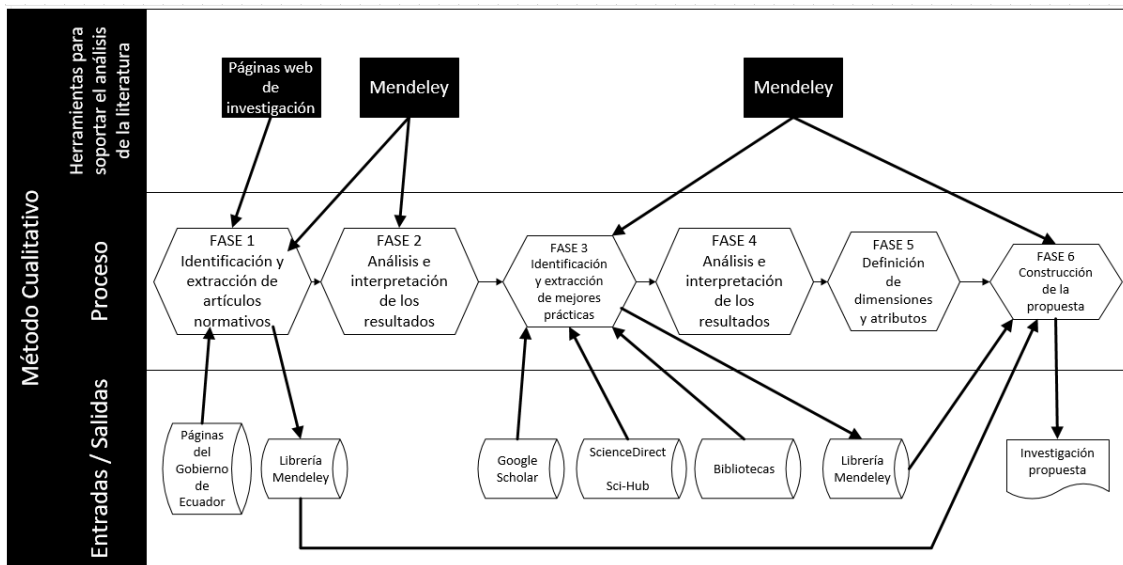 Método Cualitativo
Herramientas para
soportar el análisis
de la literatura
Páginas web
de
investigación
Mendeley
Mendeley
Proceso
FASE 1
Identificación y
extracción de
artículos
normativos
FASE 2
Análisis e
interpretación
de los
resultados
FASE 3
Identificación
y extracción
de mejores
prácticas
FASE 4
Análisis e
interpretación
de los
resultados
FASE 5
Definición
de
dimensiones
y atributos
FASE 6
Construcción
de la
propuesta
Entradas / Salidas
Páginas
del
Gobierno
de
Ecuador
Librería
Mendeley
Google
Scholar
ScienceDirect
Sci-Hub
Bibliotecas
Librería
Mendeley
Investigación
propuesta